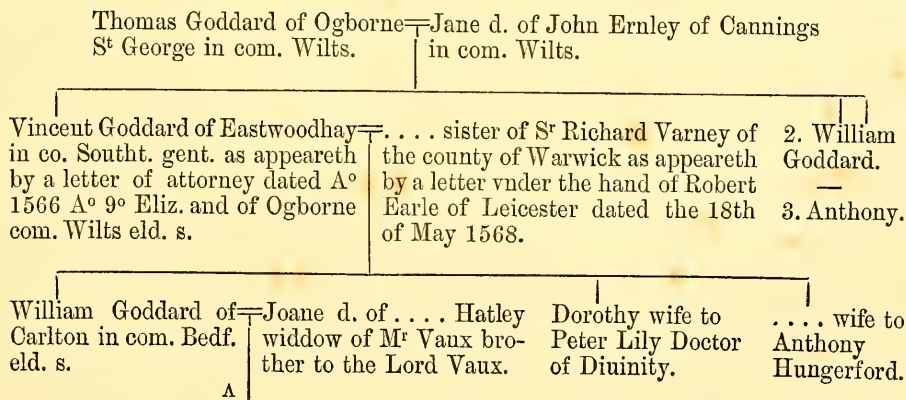 Thomas Goddard of Ogborne
St George in com. Wilts.
Jane d. of John Ernley of Cannings
in com. Wilts.
Vincent Goddard of Eastwoodhay
in co. Southt. gent. as appeareth
by a letter of attorney dated Ao
1566 Ao 9o Eliz. and of Ogborne
com. Wilts eld. s.
. . . . sister of Sr Richard Varney of
the county of Warwick as appeareth
by a letter vnder the hand of Robert
Earle of Leicester dated the 18th
of May 1568.
2. William
Goddard.
—
3. Anthony.
William Goddard of
Carlton in com. Bedf.
eld. s.
Joane d. of . . . . Hatley
widdow of Mr Vaux bro-
ther to the Lord Vaux.
Dorothy wife to
Peter Lily Doctor
of Diuinity.
. . . . wife to
Anthony
Hungerford.
A